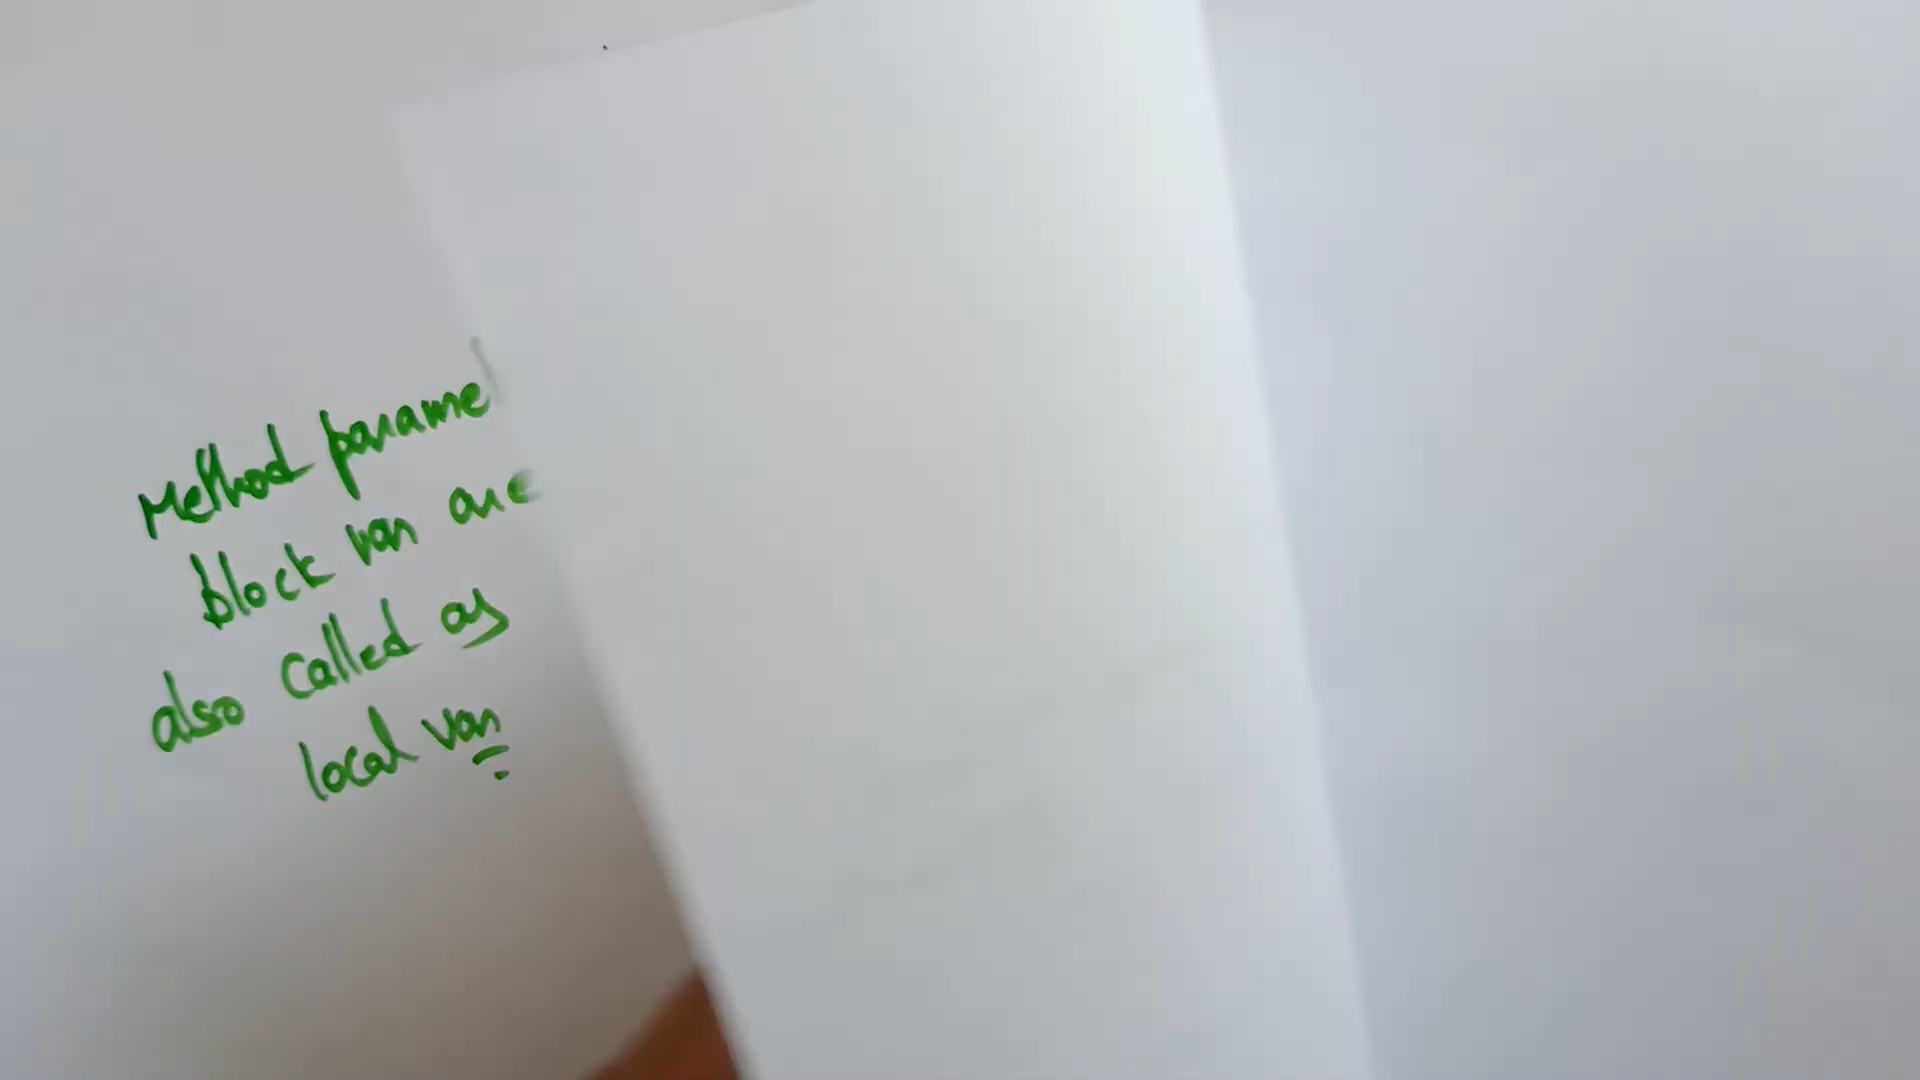 Method parame
block var are
also called as
local var